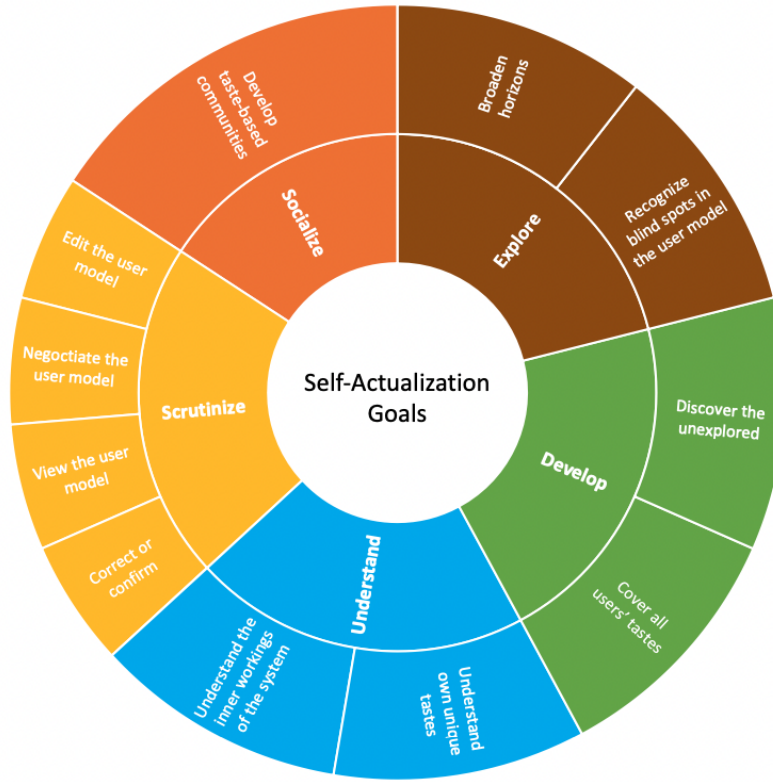 Self-Actualization
Goals
Explore
Broaden
horizons
Recognize
blind spots in
the user model
Develop
Discover the
unexplored
Cover all
users' tastes
Understand
Understand
own unique
tastes
Understand the
inner workings
of the system
Scrutinize
Correct or
confirm
View the user
model
Negoctiate the
user model
Edit the user
model
Socialize
Develop
taste-based
communities